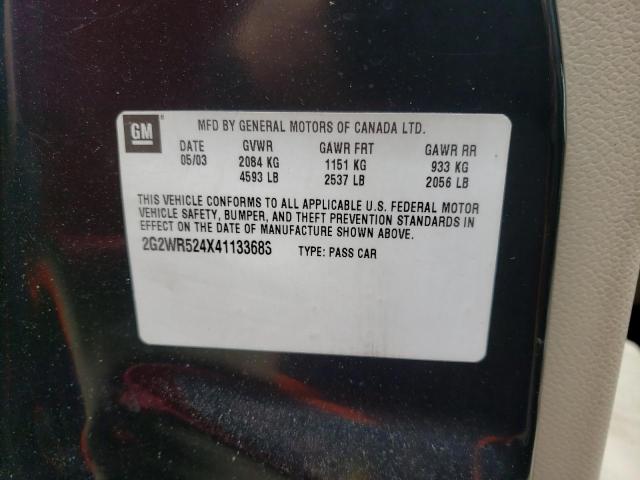 GM
MFD BY GENERAL MOTORS OF CANADA LTD.
DATE GVWR GAWR FRT GAWR RR
05/03 2084 KG 1151 KG 933 KG
4593 LB 2537 LB 2056 LB
THIS VEHICLE CONFORMS TO ALL APPLICABLE U.S. FEDERAL MOTOR
VEHICLE SAFETY, BUMPER, AND THEFT PREVENTION STANDARDS IN
EFFECT ON THE DATE OF MANUFACTURE SHOWN ABOVE.
2G2WR524X41133683 TYPE: PASS CAR